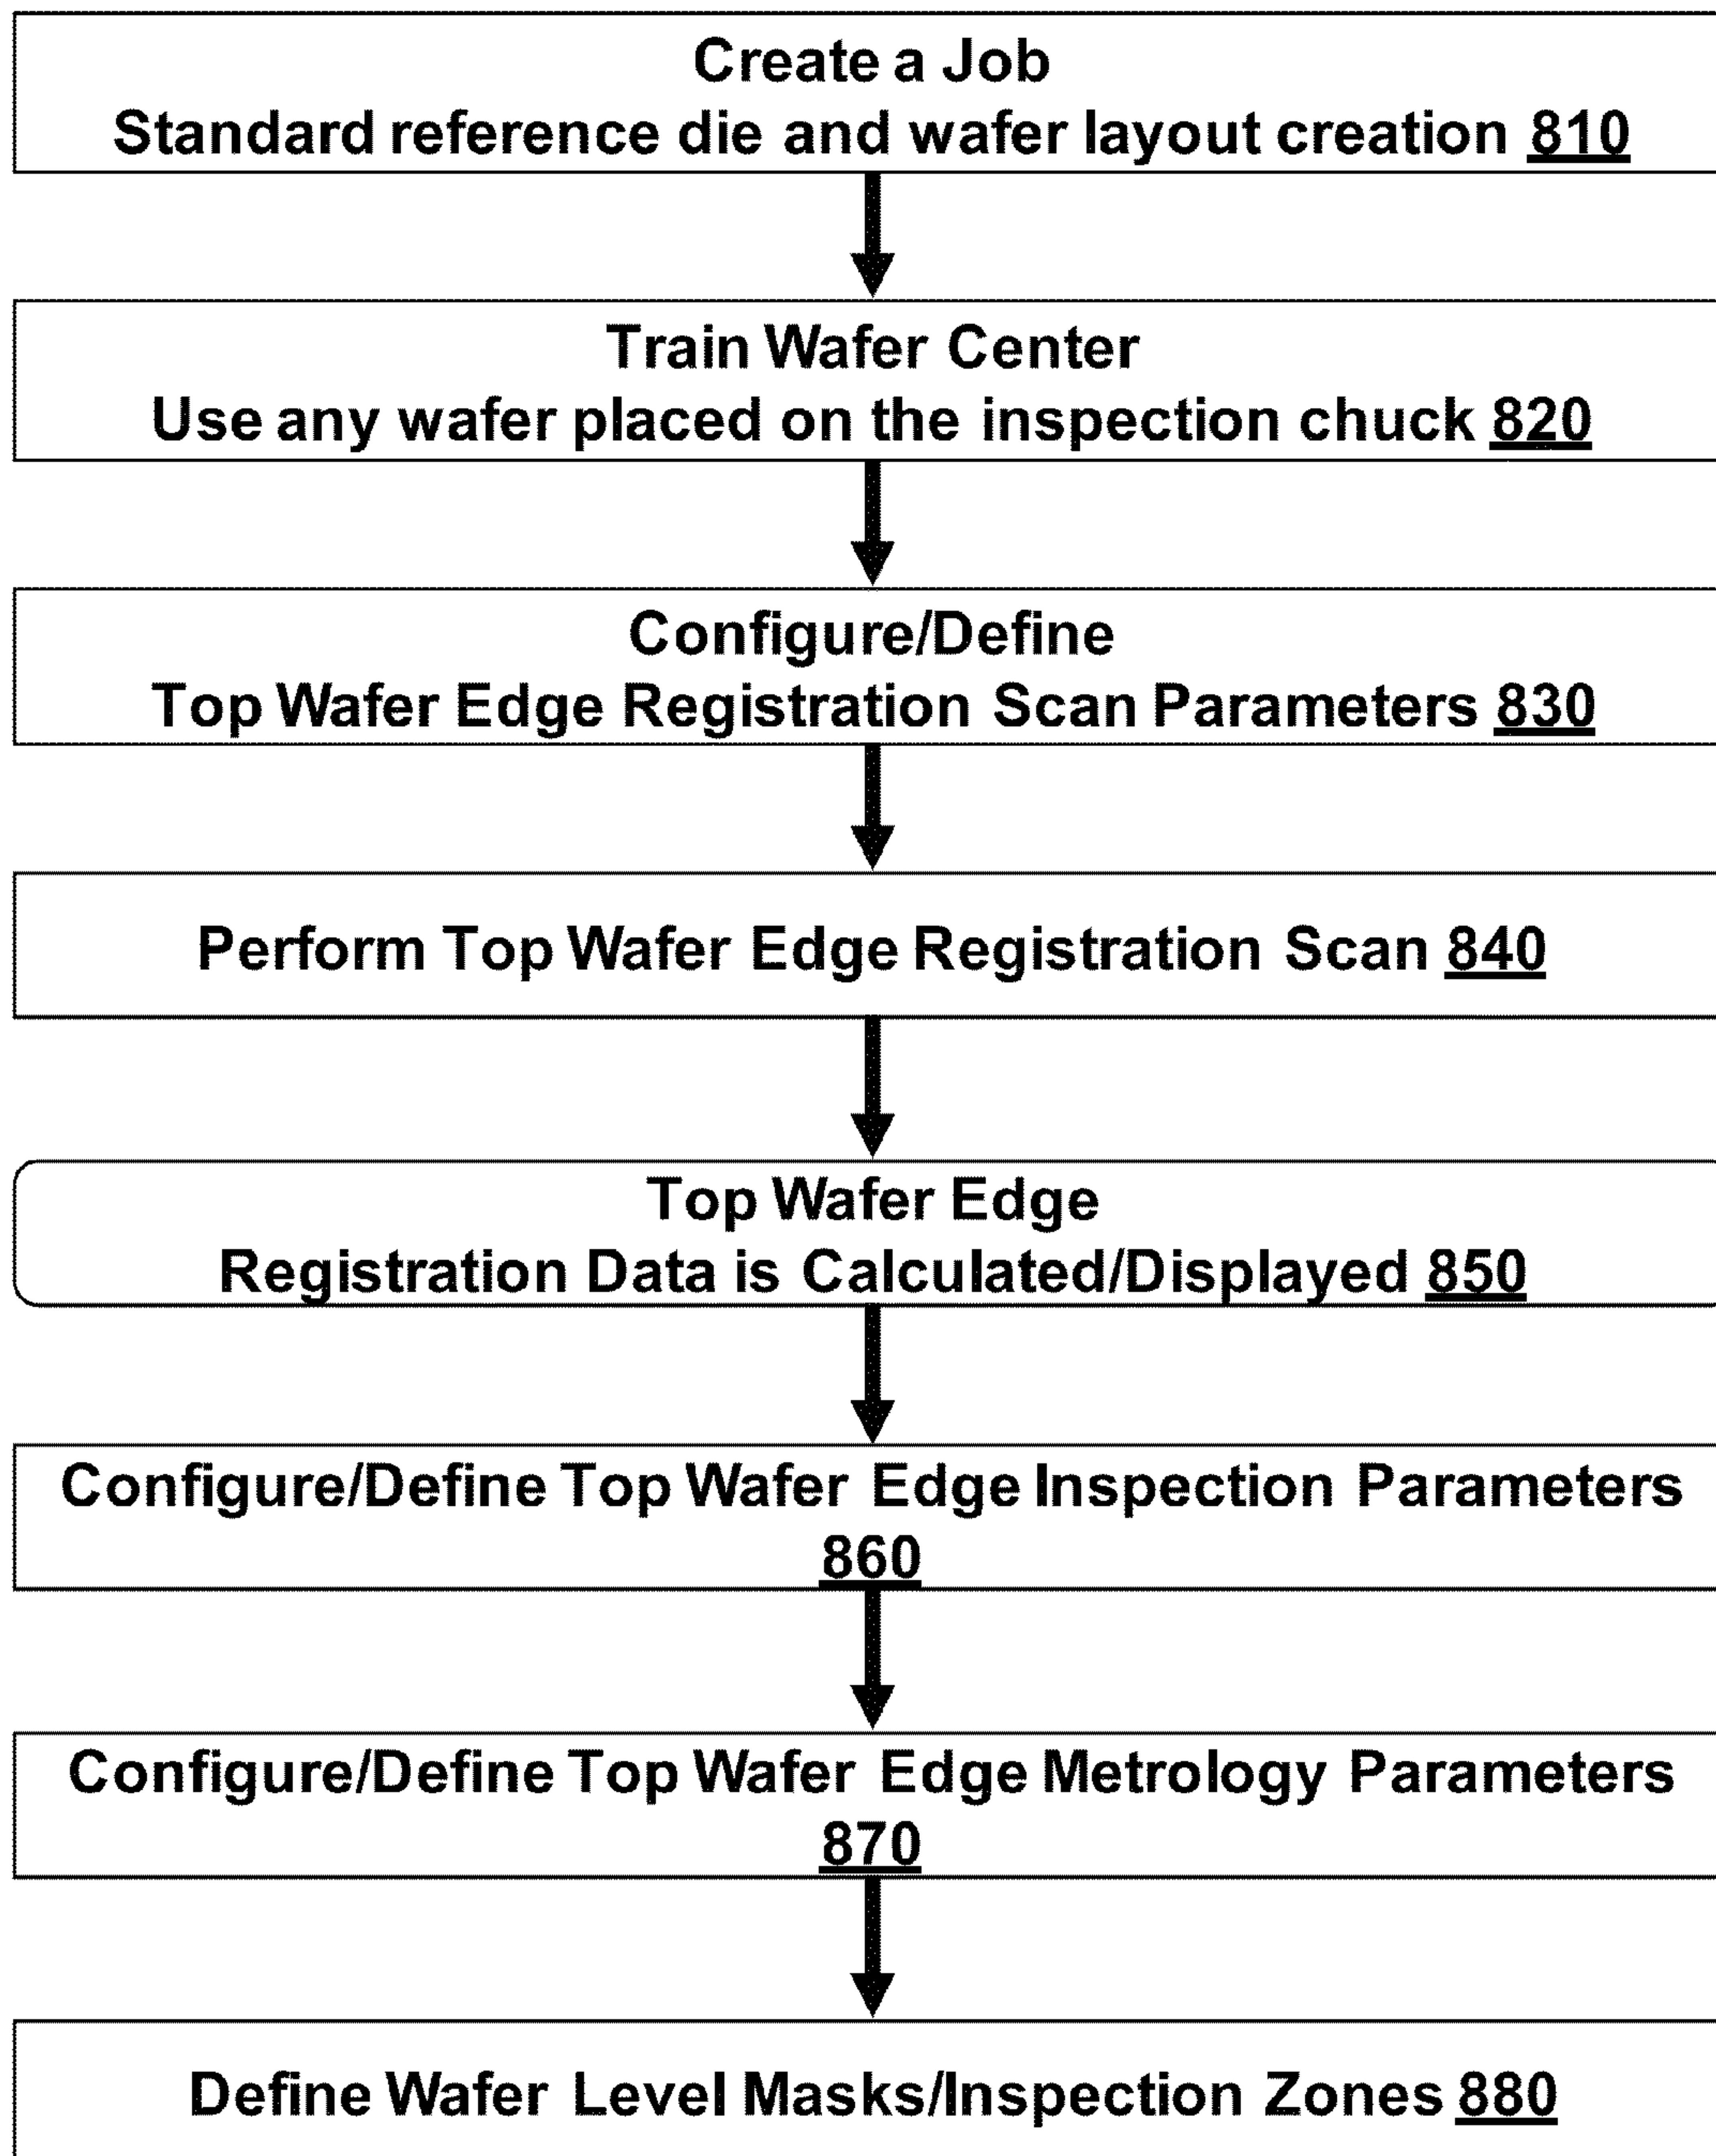 Create a Job
Standard reference die and wafer layout creation 810
Train Wafer Center
Use any wafer placed on the inspection chuck 820
Configure/Define
Top Wafer Edge Registration Scan Parameters 830
Perform Top Wafer Edge Registration Scan 840
Top Wafer Edge
Registration Data is Calculated/Displayed 850
Configure/Define Top Wafer Edge Inspection Parameters
860
Configure/Define Top Wafer Edge Metrology Parameters
870
Define Wafer Level Masks/Inspection Zones 880